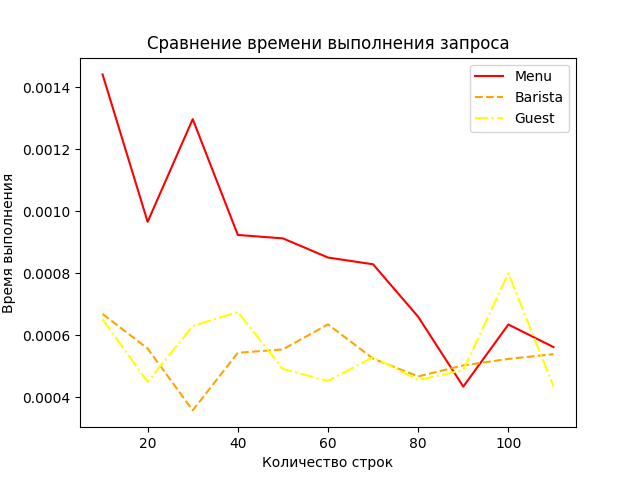 Сравнение времени выполнения запроса
Menu
Barista
Guest
0.0014
0.0012
0.0010
0.0008
0.0006
0.0004
Время выполнения
20 40 60 80 100
Количество строк